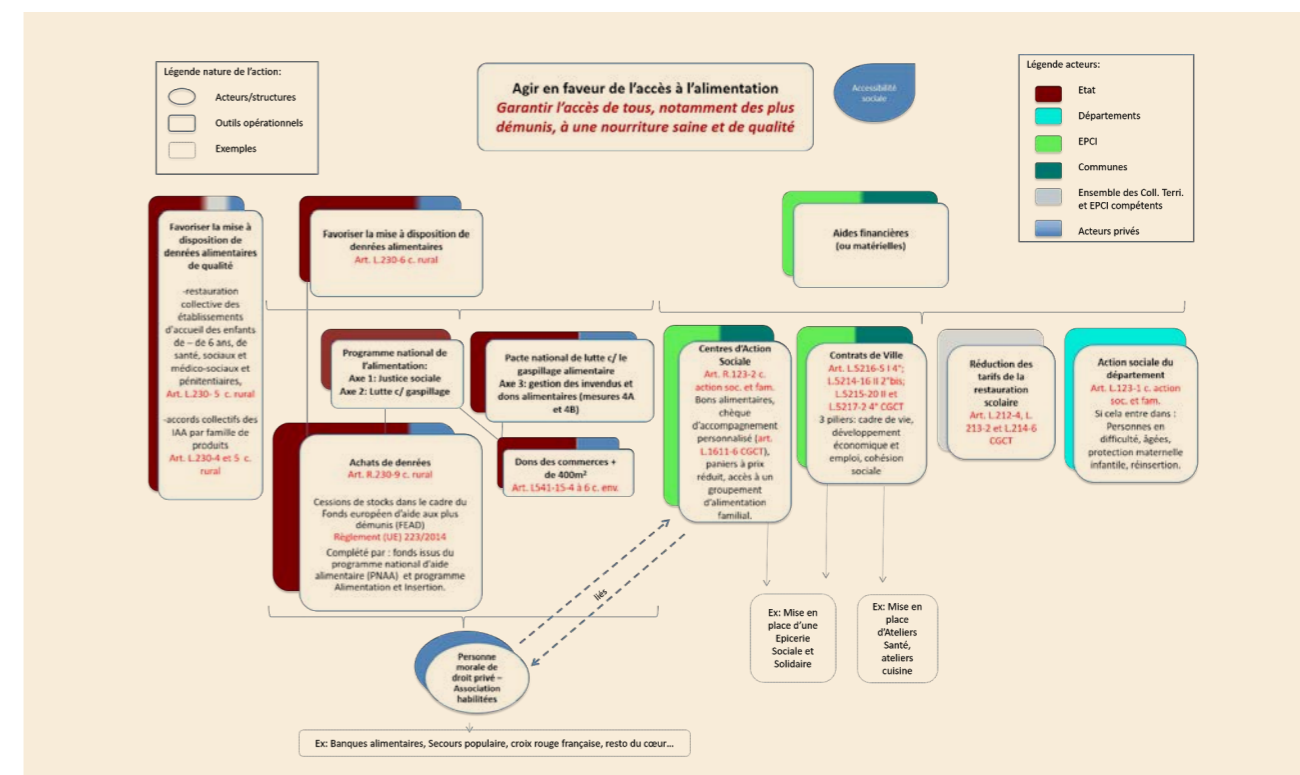 Légende nature de l'action:
Acteurs/structures
Outils opérationnels
Exemples
Agir en faveur de l'accès à l'alimentation
Garantir l'accès de tous, notamment des plus
démunis, à une nourriture saine et de qualité
Accessibilité
sociale
Légende acteurs:
Etat
Départements
EPCI
Communes
Ensemble des Coll. Terri.
et EPCI compétents
Acteurs privés
Favoriser la mise à
disposition de
denrées alimentaires
de qualité
-restauration
collective des
établissements
d'accueil des enfants
de – de 6 ans, de
santé, sociaux et
médico-sociaux et
pénitentiaires,
Art. L.230- 5 c. rural
-accords collectifs des
IAA par famille de
produits
Art. L.230-4 et 5 c.
rural
Favoriser la mise à disposition de
denrées alimentaires
Art. L.230-6 c. rural
Aides financières
(ou matérielles)
Programme national de
l'alimentation:
Axe 1: Justice sociale
Axe 2: Lutte c/ gaspillage
Pacte national de lutte c/ le
gaspillage alimentaire
Axe 3: gestion des invendus et
dons alimentaires (mesures 4A
et 4B)
Achats de denrées
Art. R.230-9 c. rural
Cessions de stocks dans le cadre du
Fonds européen d'aide aux plus
démunis (FEAD)
Règlement (UE) 223/2014
Complété par : fonds issus du
programme national d'aide
alimentaire (PNAA) et programme
Alimentation et Insertion.
Dons des commerces +
de 400m²
Art. L541-15-4 à 6 c. env.
Centres d'Action
Sociale
Art. R.123-2 c.
action soc. et fam.
Bons alimentaires,
chèque
d'accompagnement
personnalisé (art.
L.1611-6 CGCT),
paniers à prix
réduit, accès à un
groupement
d'alimentation
familial.
Contrats de Ville
Art. L.5216-5 I 4°;
L.5214-16 II 2°bis;
L.5215-20 II et
L.5217-2 4° CGCT
3 piliers: cadre de vie,
développement
économique et
emploi, cohésion
sociale
Réduction des
tarifs de la
restauration
scolaire
Art. L.212-4, L.
213-2 et L.214-6
CGCT
Action sociale du
département
Art. L.123-1 c. action
soc. et fam.
Si cela entre dans :
Personnes en
difficulté, âgées,
protection maternelle
infantile, réinsertion.
liés
Ex: Mise en
place d'une
Epicerie
Sociale et
Solidaire
Ex: Mise en
place
d'Ateliers
Santé,
ateliers
cuisine
Personne
morale de
droit privé –
Association
habilitées
Ex: Banques alimentaires, Secours populaire, croix rouge française, resto du cœur...